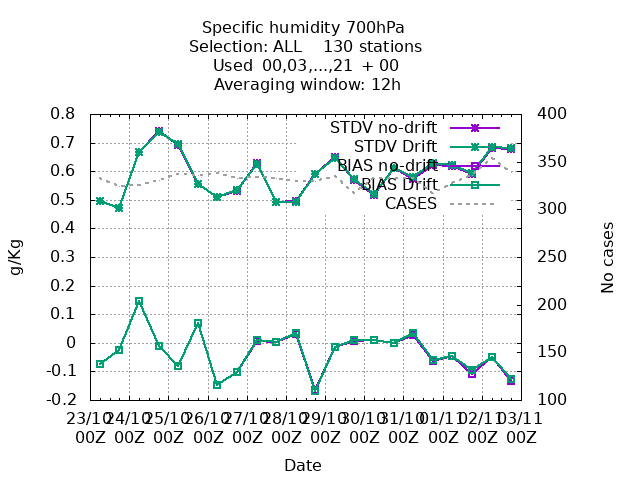 Specific humidity 700hPa
Selection: ALL 130 stations
Used 00,03,...,21 + 00
Averaging window: 12h
STDV no-drift
STDV Drift
BIAS no-drift
BIAS Drift
CASES
0.8
0.7
0.6
0.5
0.4
0.3
0.2
0.1
0
-0.1
-0.2
g/Kg
400
350
300
250
200
150
100
No cases
23/10 24/10 25/10 26/10 27/10 28/10 29/10 30/10 31/10 01/11 02/11 03/11
00Z 00Z 00Z 00Z 00Z 00Z 00Z 00Z 00Z 00Z 00Z 00Z
Date